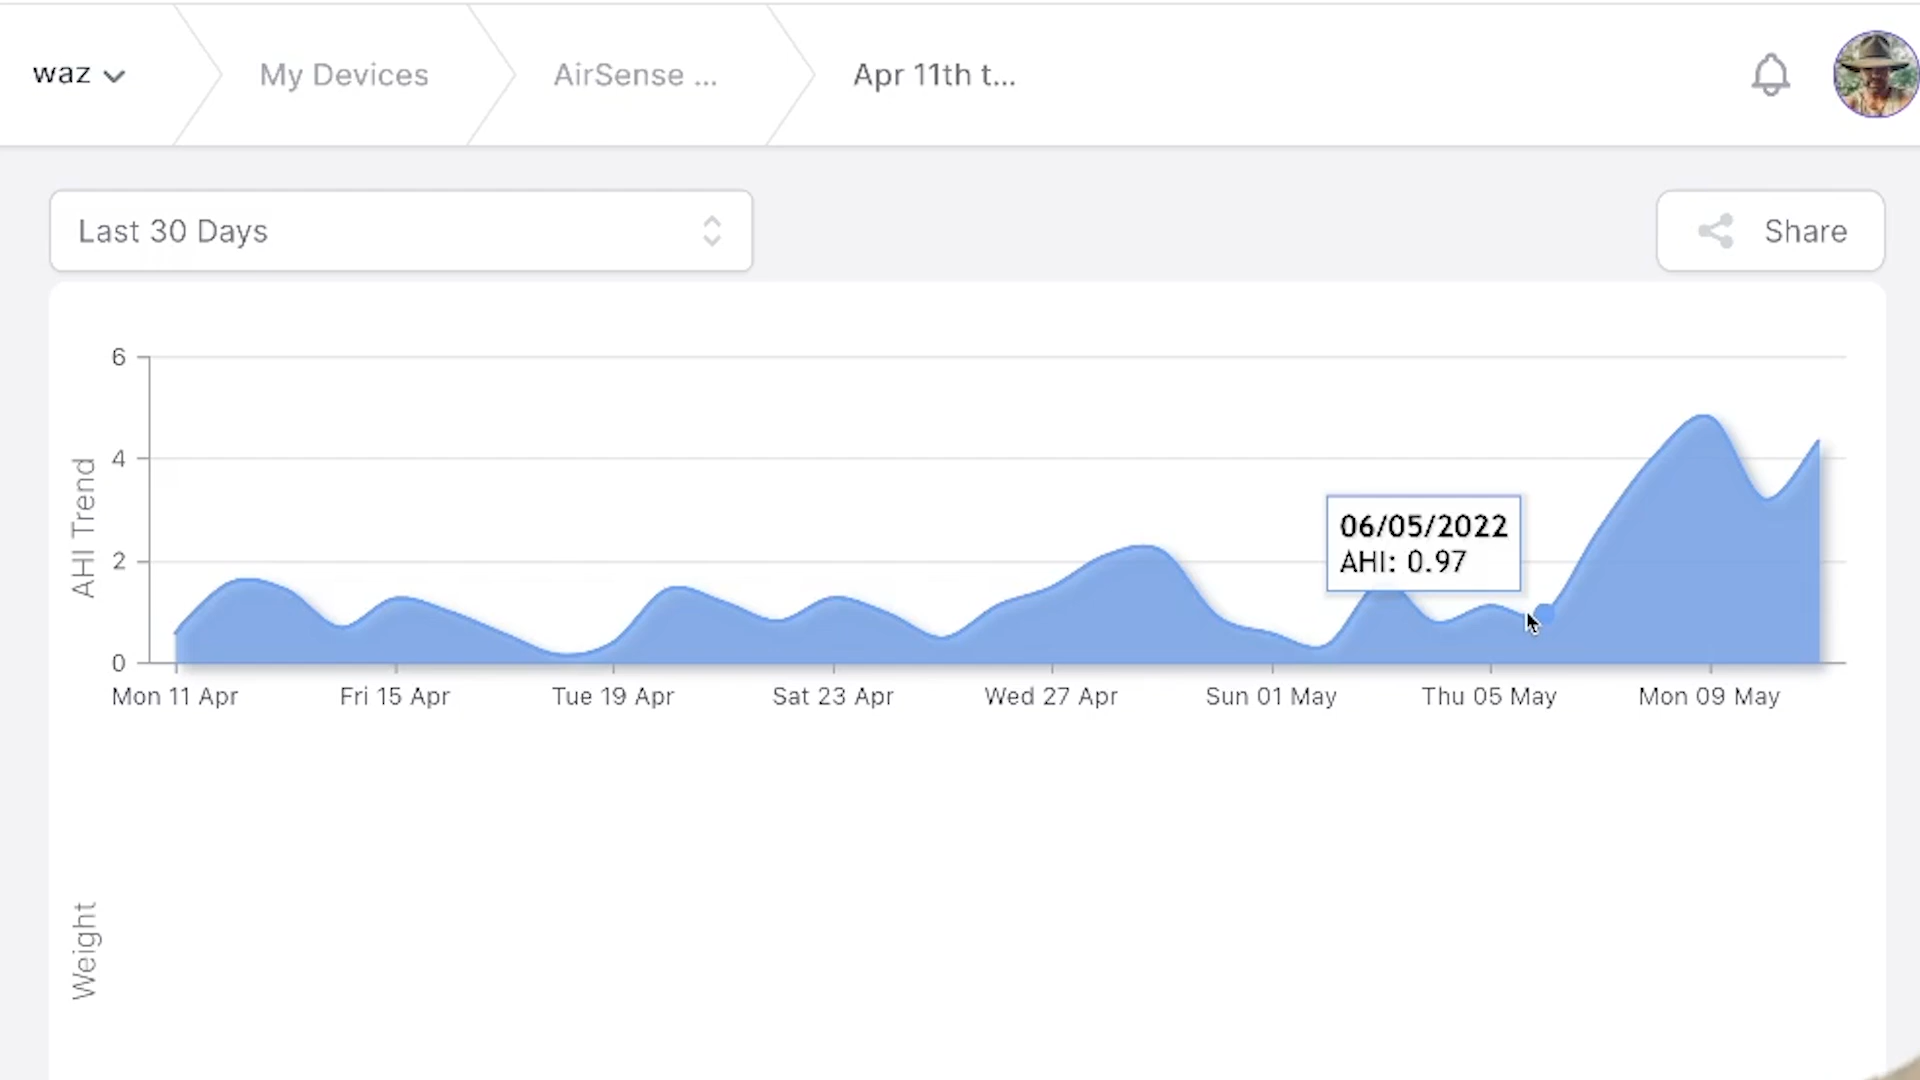 waz
My Devices
AirSense ...
Apr 11th t...
Last 30 Days
Share
AHI Trend
6
4
2
0
06/05/2022
AHI: 0.97
Mon 11 Apr
Fri 15 Apr
Tue 19 Apr
Sat 23 Apr
Wed 27 Apr
Sun 01 May
Thu 05 May
Mon 09 May
Weight